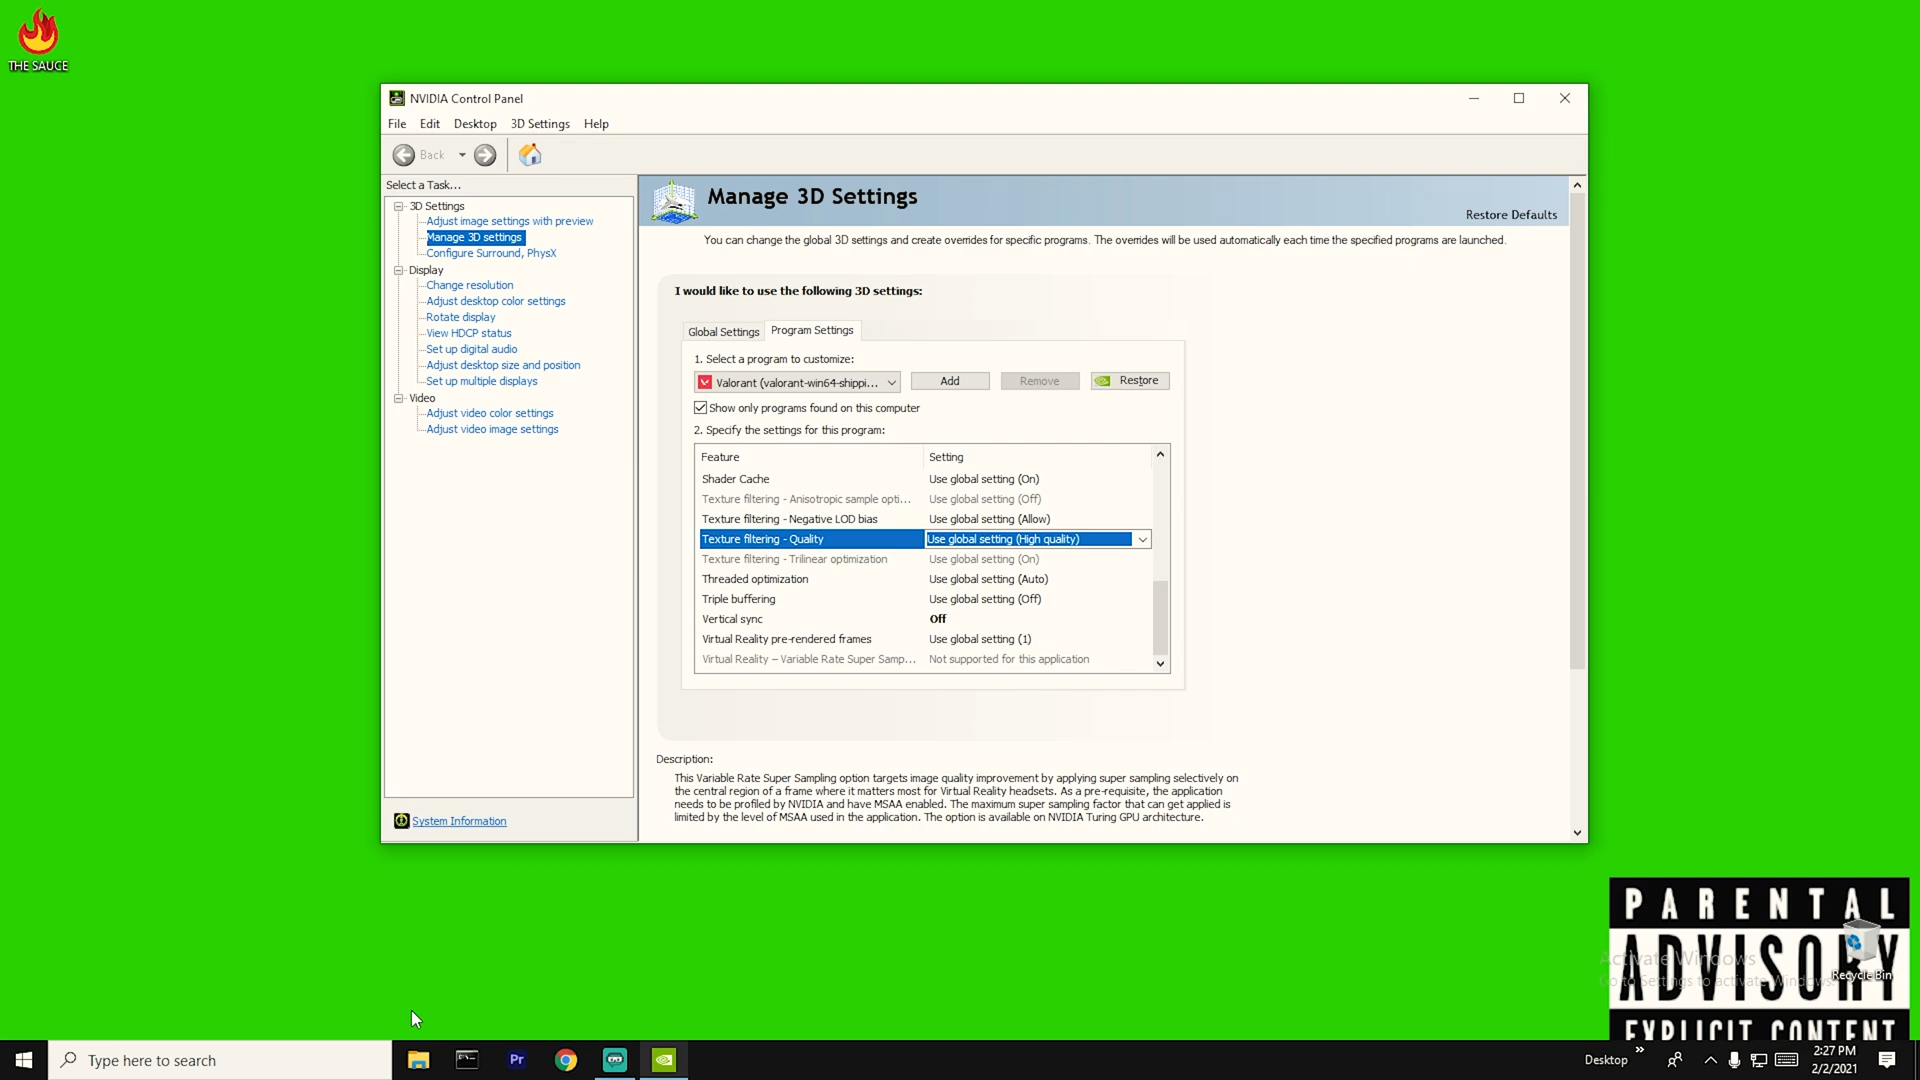 THE SAUCE
NVIDIA Control Panel
File Edit Desktop 3D Settings Help
Back
Select a Task...
3D Settings
Adjust image settings with preview
Manage 3D settings
Configure Surround, PhysX
Display
Change resolution
Adjust desktop color settings
Rotate display
View HDCP status
Set up digital audio
Adjust desktop size and position
Set up multiple displays
Video
Adjust video color settings
Adjust video image settings
System Information
Manage 3D Settings
Restore Defaults
You can change the global 3D settings and create overrides for specific programs. The overrides will be used automatically each time the specified programs are launched.
I would like to use the following 3D settings:
Global Settings Program Settings
1. Select a program to customize:
Valorant (valorant-win64-shippi... Add Remove Restore
Show only programs found on this computer
2. Specify the settings for this program:
Feature Setting
Shader Cache Use global setting (On)
Texture filtering - Anisotropic sample opti... Use global setting (Off)
Texture filtering - Negative LOD bias Use global setting (Allow)
Texture filtering - Quality Use global setting (High quality)
Texture filtering - Trilinear optimization Use global setting (On)
Threaded optimization Use global setting (Auto)
Triple buffering Use global setting (Off)
Vertical sync Off
Virtual Reality pre-rendered frames Use global setting (1)
Virtual Reality – Variable Rate Super Samp... Not supported for this application
Description:
This Variable Rate Super Sampling option targets image quality improvement by applying super sampling selectively on
the central region of a frame where it matters most for Virtual Reality headsets. As a pre-requisite, the application
needs to be profiled by NVIDIA and have MSAA enabled. The maximum super sampling factor that can get applied is
limited by the level of MSAA used in the application. The option is available on NVIDIA Turing GPU architecture.
PARENTAL
ADVISORY
EXPLICIT CONTENT
Activate Windows
Go to Settings to activate Windows.
Recycle Bin
Type here to search
Pr
Desktop
2:27 PM
2/2/2021